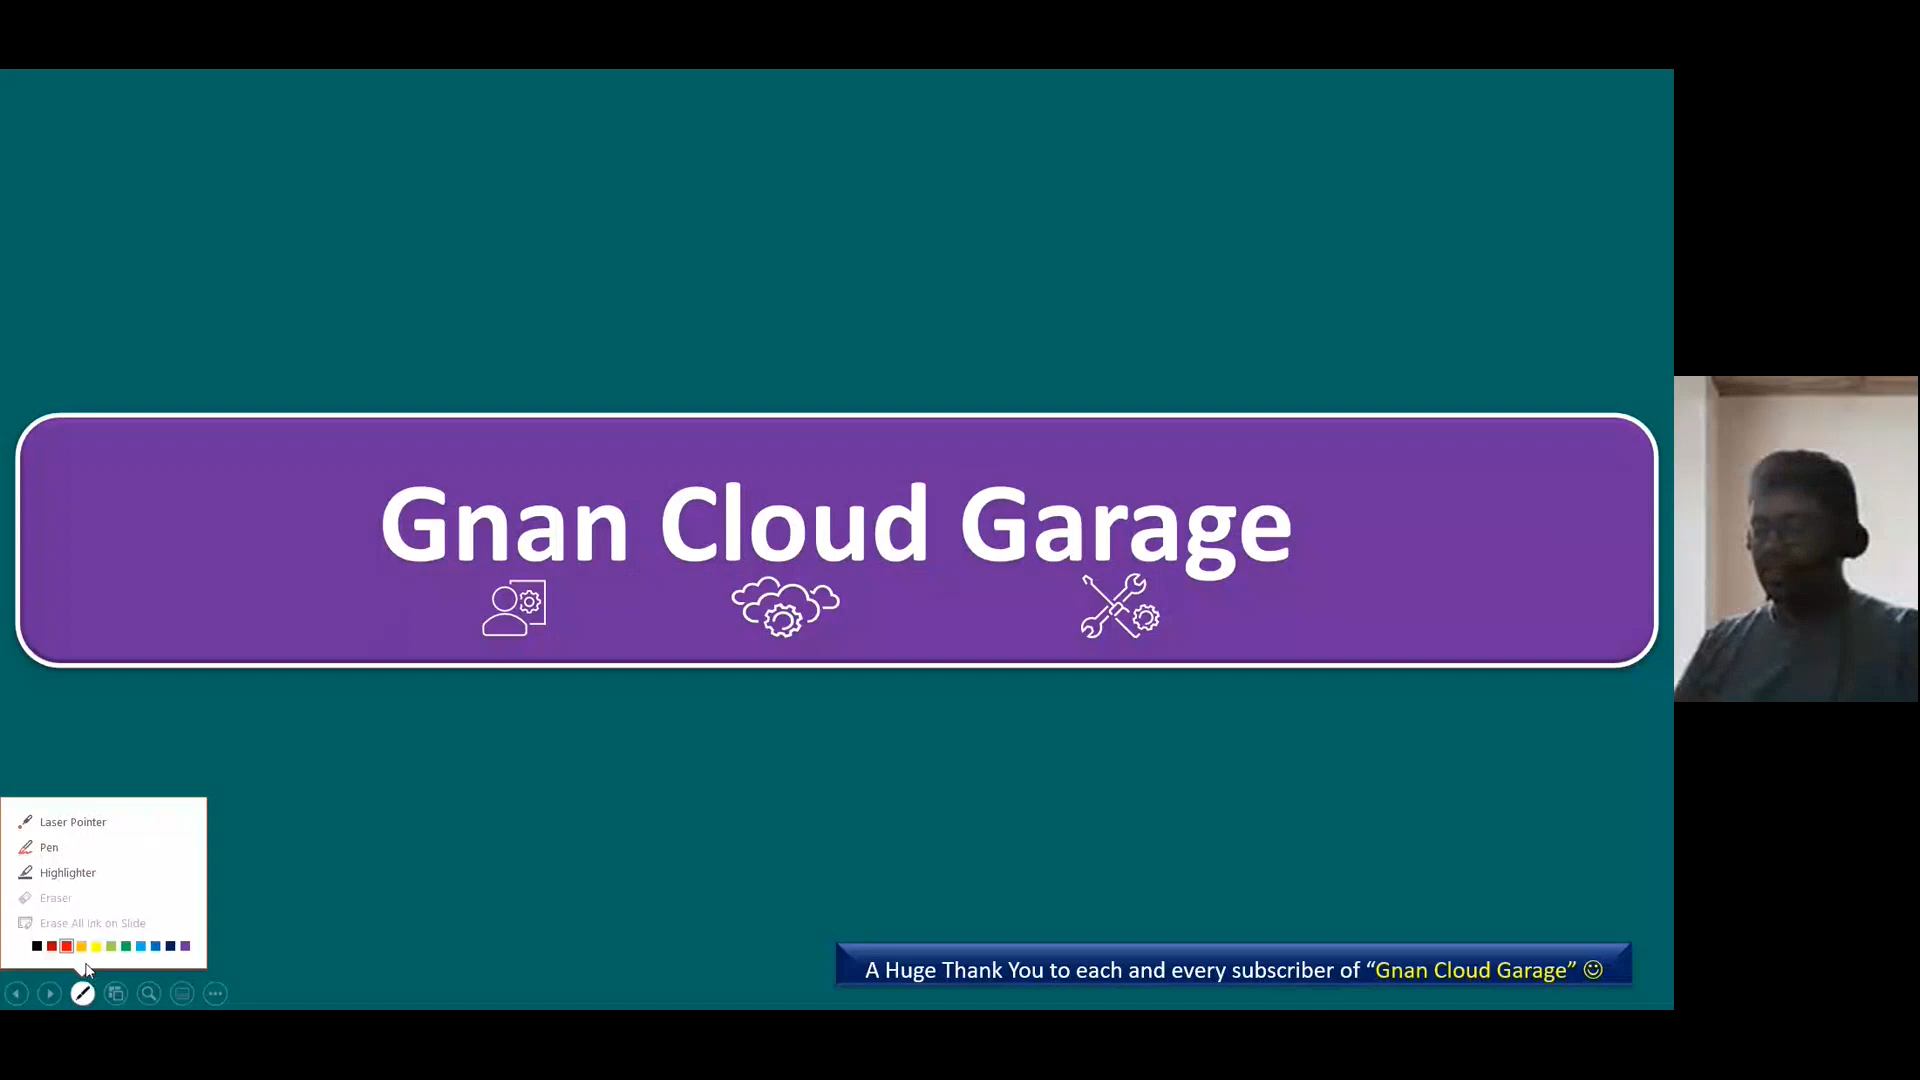 Gnan Cloud Garage
Laser Pointer
Pen
Highlighter
Eraser
Erase All Ink on Slide
A Huge Thank You to each and every subscriber of “Gnan Cloud Garage” ☺